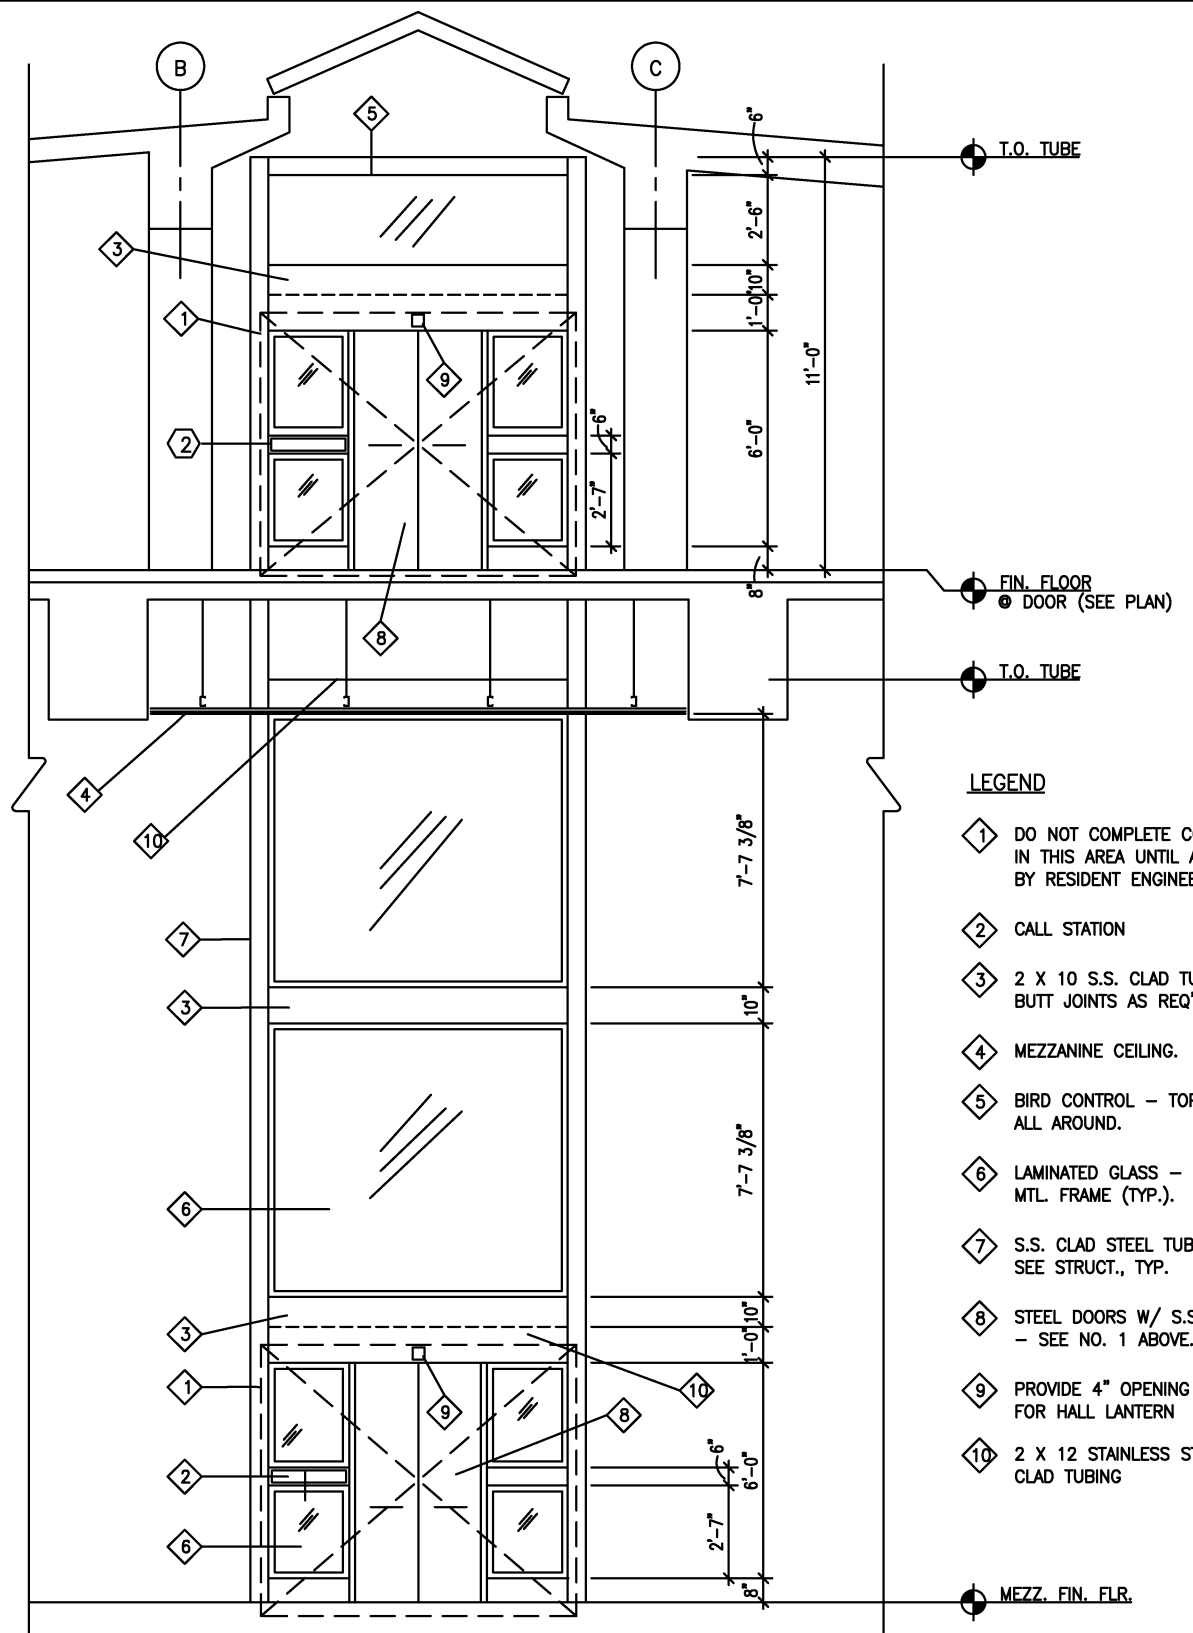 B
C
5
6"
T.O. TUBE
2'-6"
3
10"
1'-0"
1
11'-0"
9
6"
2
6'-0"
2'-7"
8"
FIN. FLOOR
@ DOOR (SEE PLAN)
8
T.O. TUBE
4
10
7'-7 3/8"
7
3
10"
7'-7 3/8"
6
10"
3
1'-0"
1
10
9
8
6"
2
6'-0"
2'-7"
6
8"
MEZZ. FIN. FLR.
LEGEND
1 DO NOT COMPLETE
IN THIS AREA UNTIL
BY RESIDENT
2 CALL STATION
3 2 X 10 S.S. CLAD
BUTT JOINTS AS
4 MEZZANINE CEILING.
5 BIRD CONTROL –
ALL AROUND.
6 LAMINATED GLASS –
MTL. FRAME (TYP.).
7 S.S. CLAD STEEL
SEE STRUCT., TYP.
8 STEEL DOORS W/
– SEE NO. 1 ABOVE.
9 PROVIDE 4" OPENING
FOR HALL LANTERN
10 2 X 12 STAINLESS
CLAD TUBING